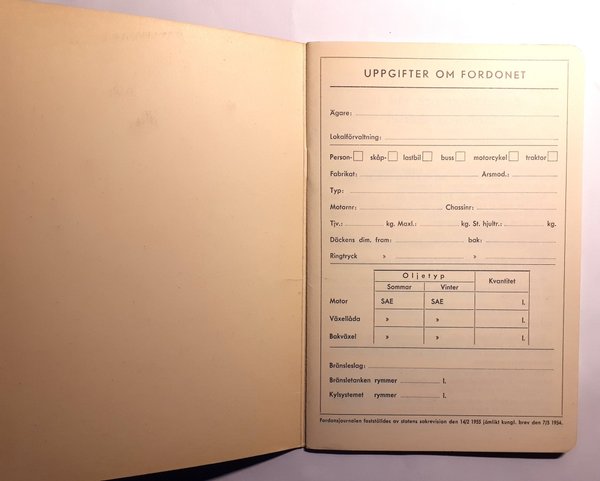 UPPGIFTER OM FORDONET
Ägare:
Lokalförvaltning:
Person- skåp- lastbil buss motorcykel traktor
Fabrikat: Årsmod.:
Typ:
Motornr: Chassinr:
Tjv.: kg. Maxl.: kg. St. hjultr.: kg.
Däckens dim. fram: bak:
Ringtryck » »
Oljetyp Kvantitet
Sommar Vinter
Motor SAE SAE l.
Växellåda » » l.
Bakväxel » » l.
Bränsleslag:
Bränsletanken rymmer l.
Kylsystemet rymmer l.
Fordonsjournalen fastställdes av statens sakrevision den 14/2 1955 jämlikt kungl. brev den 7/5 1954.